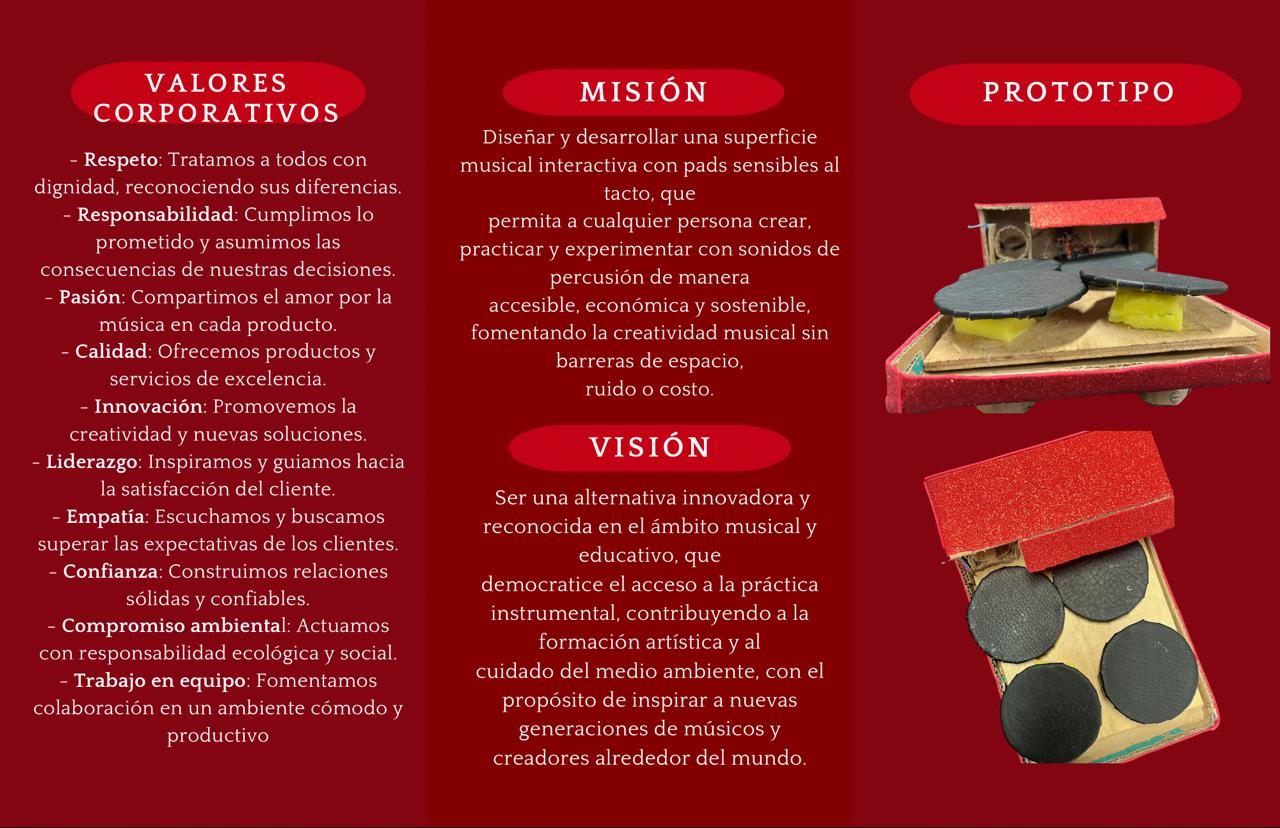 VALORES
CORPORATIVOS
- Respeto: Tratamos a todos con
dignidad, reconociendo sus diferencias.
- Responsabilidad: Cumplimos lo
prometido y asumimos las
consecuencias de nuestras decisiones.
- Pasión: Compartimos el amor por la
música en cada producto.
- Calidad: Ofrecemos productos y
servicios de excelencia.
- Innovación: Promovemos la
creatividad y nuevas soluciones.
- Liderazgo: Inspiramos y guiamos hacia
la satisfacción del cliente.
- Empatía: Escuchamos y buscamos
superar las expectativas de los clientes.
- Confianza: Construimos relaciones
sólidas y confiables.
- Compromiso ambiental: Actuamos
con responsabilidad ecológica y social.
- Trabajo en equipo: Fomentamos
colaboración en un ambiente cómodo y
productivo
MISIÓN
Diseñar y desarrollar una superficie
musical interactiva con pads sensibles al
tacto, que
permita a cualquier persona crear,
practicar y experimentar con sonidos de
percusión de manera
accesible, económica y sostenible,
fomentando la creatividad musical sin
barreras de espacio,
ruido o costo.
VISIÓN
Ser una alternativa innovadora y
reconocida en el ámbito musical y
educativo, que
democratice el acceso a la práctica
instrumental, contribuyendo a la
formación artística y al
cuidado del medio ambiente, con el
propósito de inspirar a nuevas
generaciones de músicos y
creadores alrededor del mundo.
PROTOTIPO